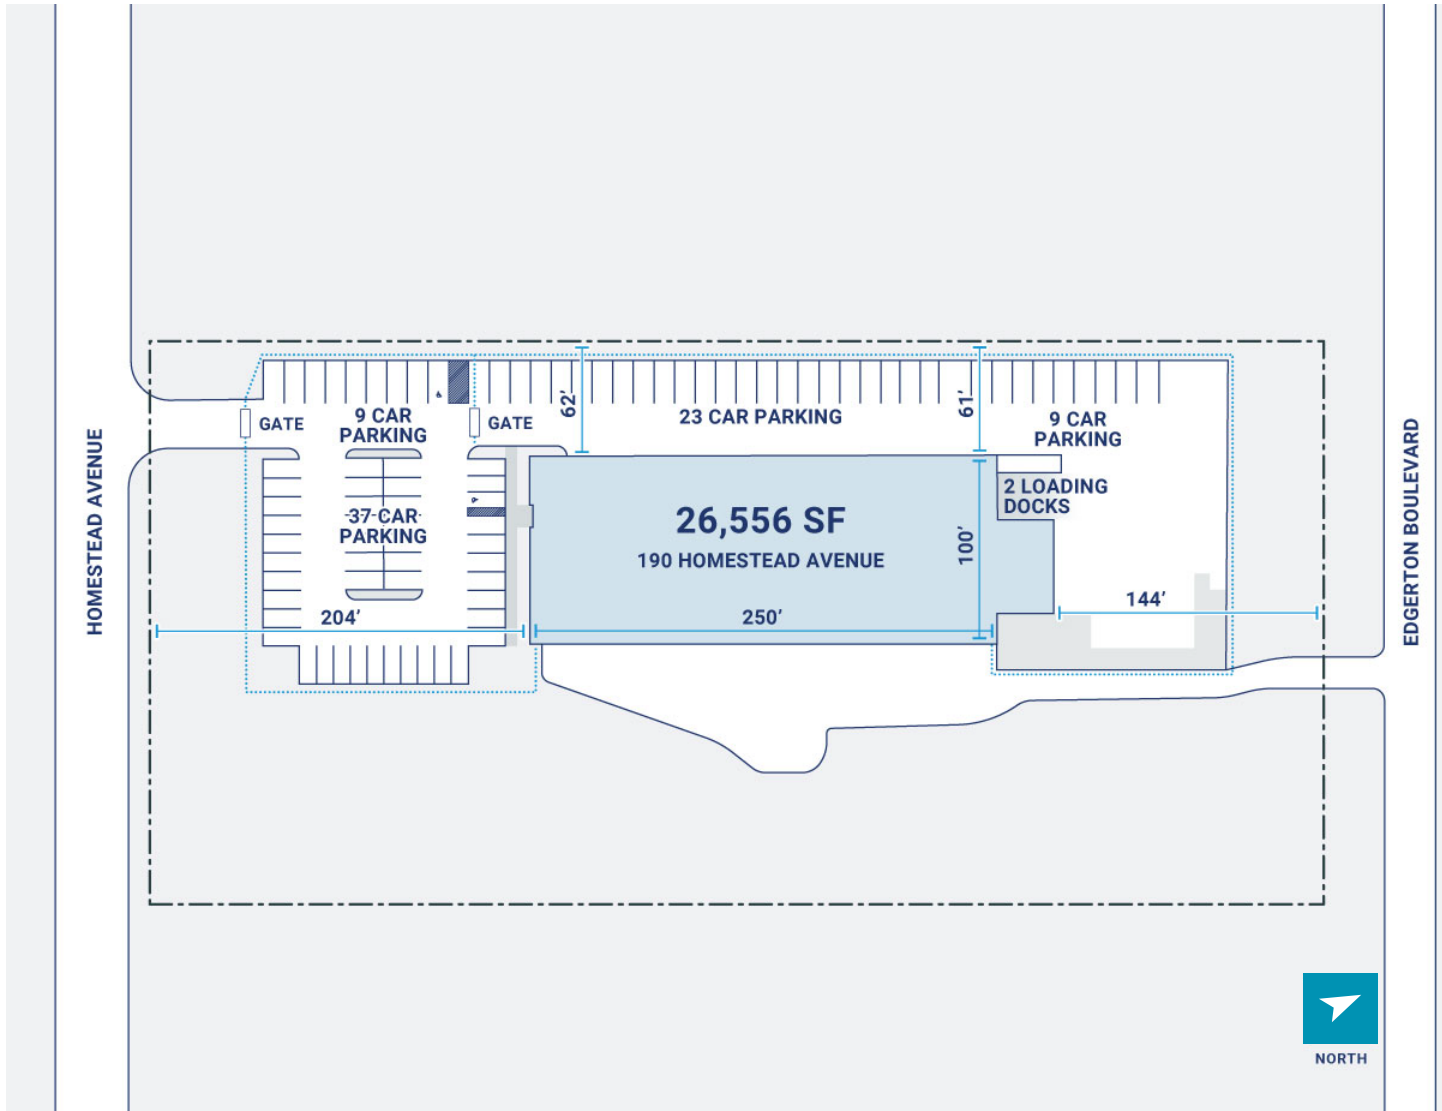 HOMESTEAD AVENUE
GATE
9 CAR
PARKING
GATE
62’
23 CAR PARKING
61’
9 CAR
PARKING
2 LOADING
DOCKS
37 CAR
PARKING
26,556 SF
190 HOMESTEAD AVENUE
100’
204’
250’
144’
EDGERTON BOULEVARD
NORTH